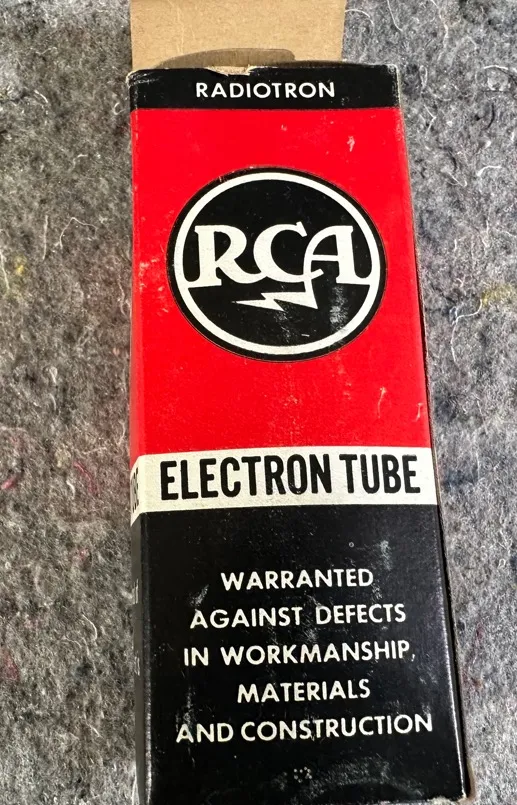 RADIOTRON
RCA
ELECTRON TUBE
WARRANTED
AGAINST DEFECTS
IN WORKMANSHIP,
MATERIALS
AND CONSTRUCTION